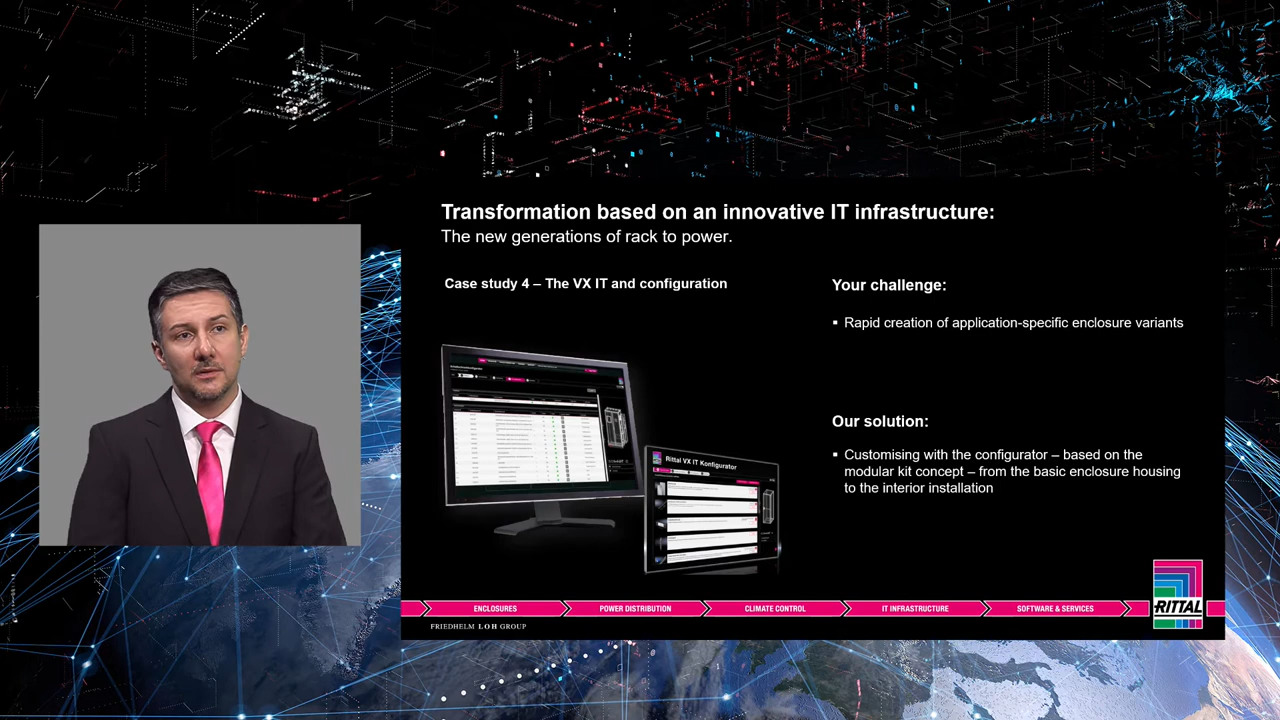 Transformation based on an innovative IT infrastructure:
The new generations of rack to power.
Case study 4 – The VX IT and configuration
Your challenge:
▪ Rapid creation of application-specific enclosure variants
Our solution:
▪ Customising with the configurator – based on the
modular kit concept – from the basic enclosure housing
to the interior installation
Rittal VX IT Konfigurator
ENCLOSURES
POWER DISTRIBUTION
CLIMATE CONTROL
IT INFRASTRUCTURE
SOFTWARE & SERVICES
RITTAL
FRIEDHELM LOH GROUP